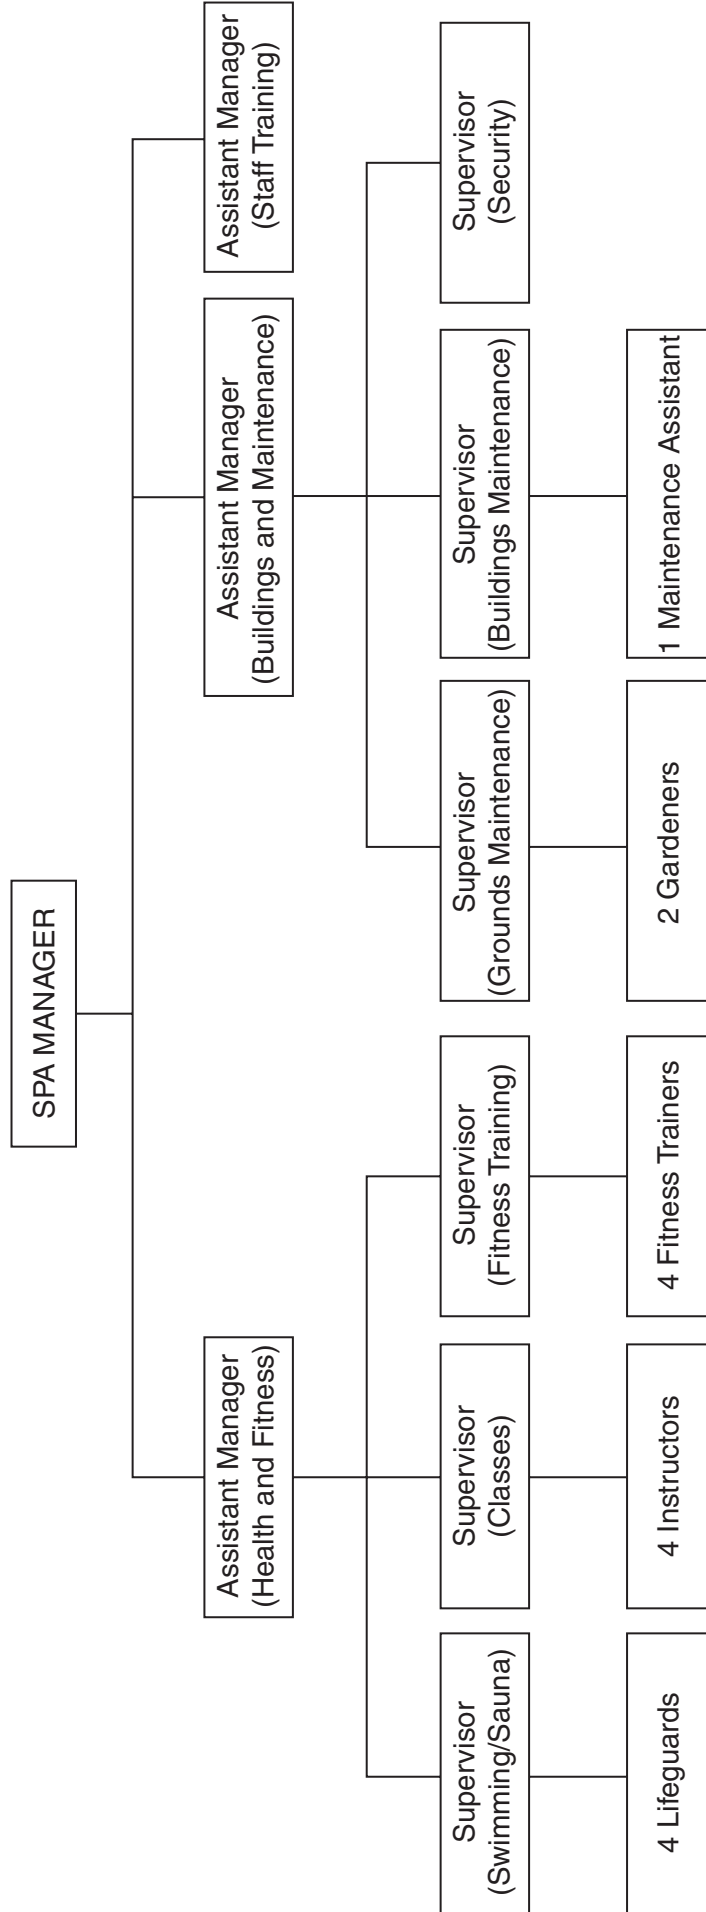 SPA MANAGER
Assistant Manager
(Health and Fitness)
Assistant Manager
(Buildings and Maintenance)
Assistant Manager
(Staff Training)
Supervisor
(Swimming/Sauna)
Supervisor
(Classes)
Supervisor
(Fitness Training)
Supervisor
(Grounds Maintenance)
Supervisor
(Buildings Maintenance)
Supervisor
(Security)
4 Lifeguards
4 Instructors
4 Fitness Trainers
2 Gardeners
1 Maintenance Assistant